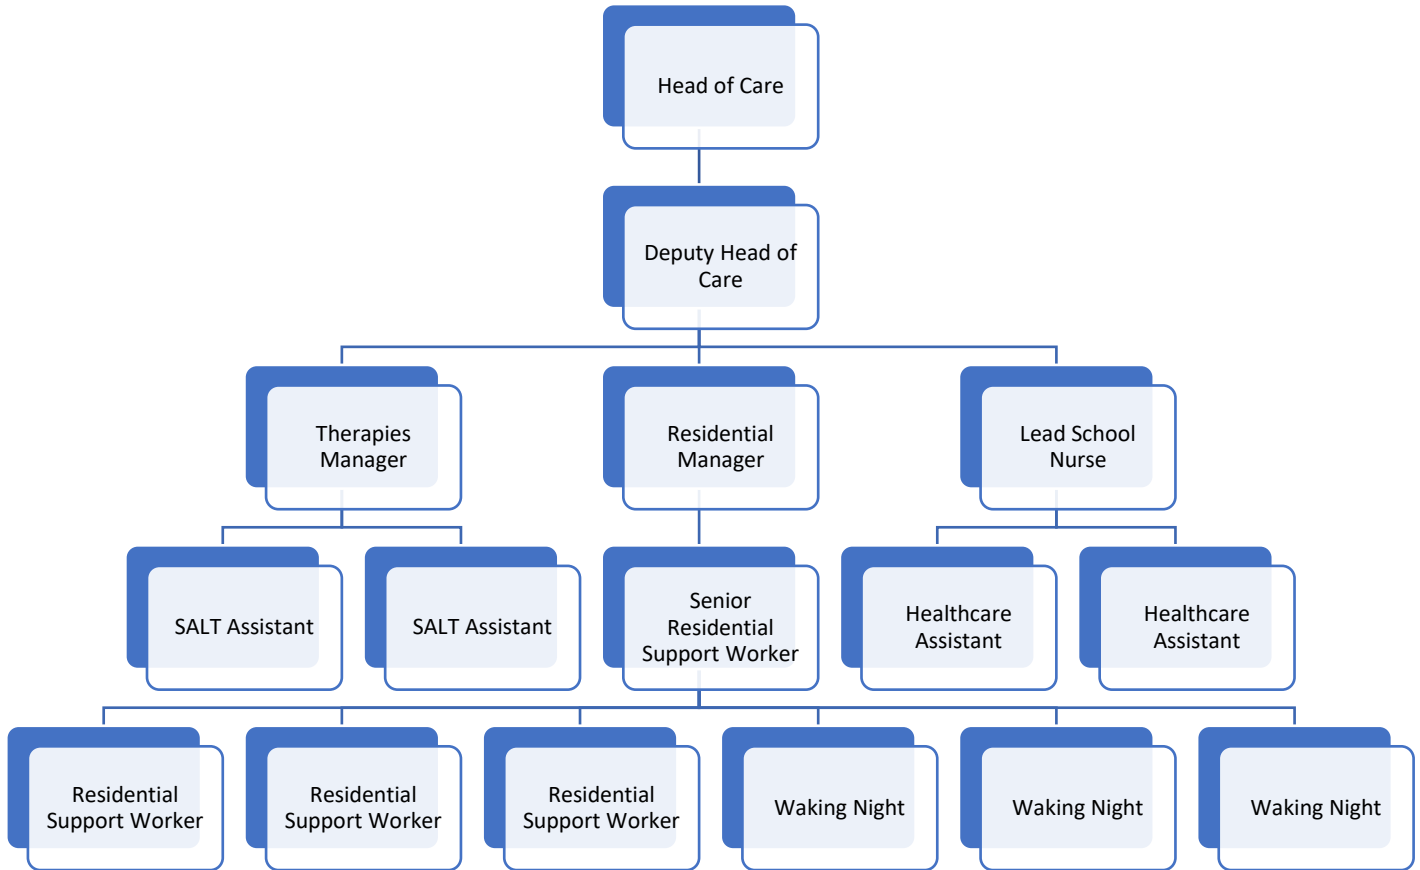 Head of Care
Deputy Head of
Care
Therapies
Manager
Residential
Manager
Lead School
Nurse
SALT Assistant
SALT Assistant
Senior
Residential
Support Worker
Healthcare
Assistant
Healthcare
Assistant
Residential
Support Worker
Residential
Support Worker
Residential
Support Worker
Waking Night
Waking Night
Waking Night